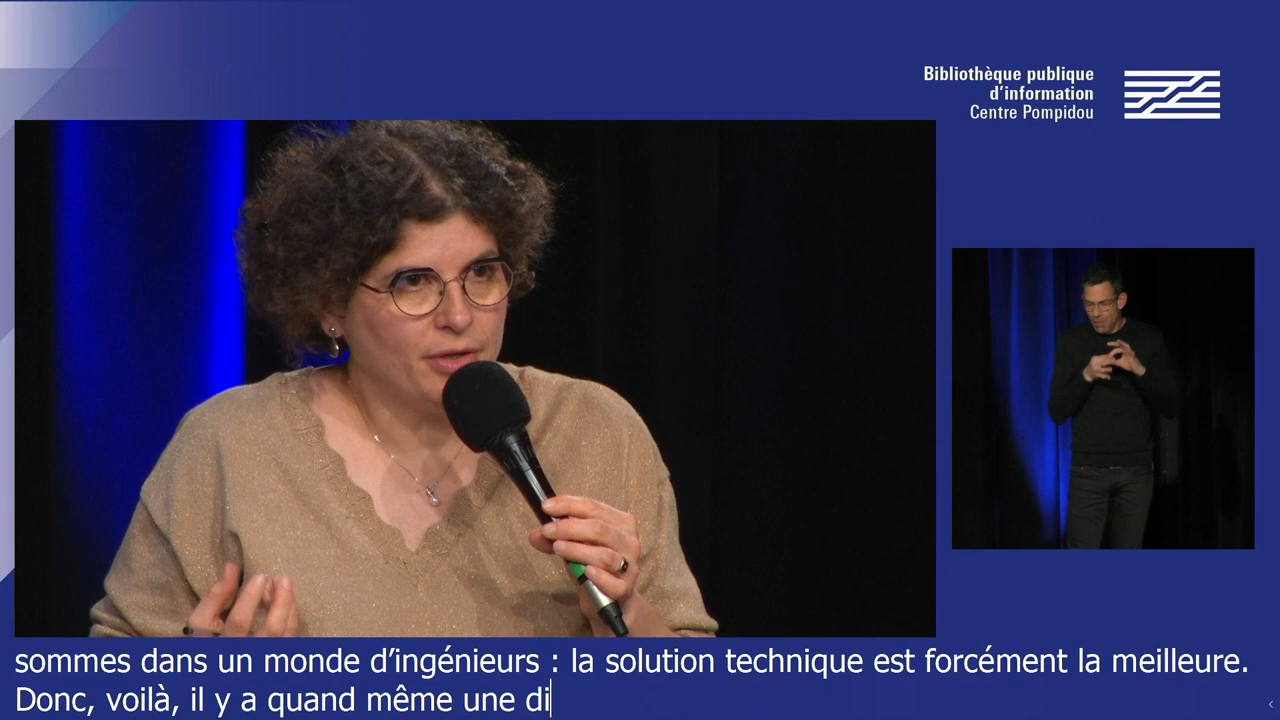 Bibliothèque publique
d’information
Centre Pompidou
sommes dans un monde d’ingénieurs : la solution technique est forcément la meilleure.
Donc, voilà, il y a quand même une di